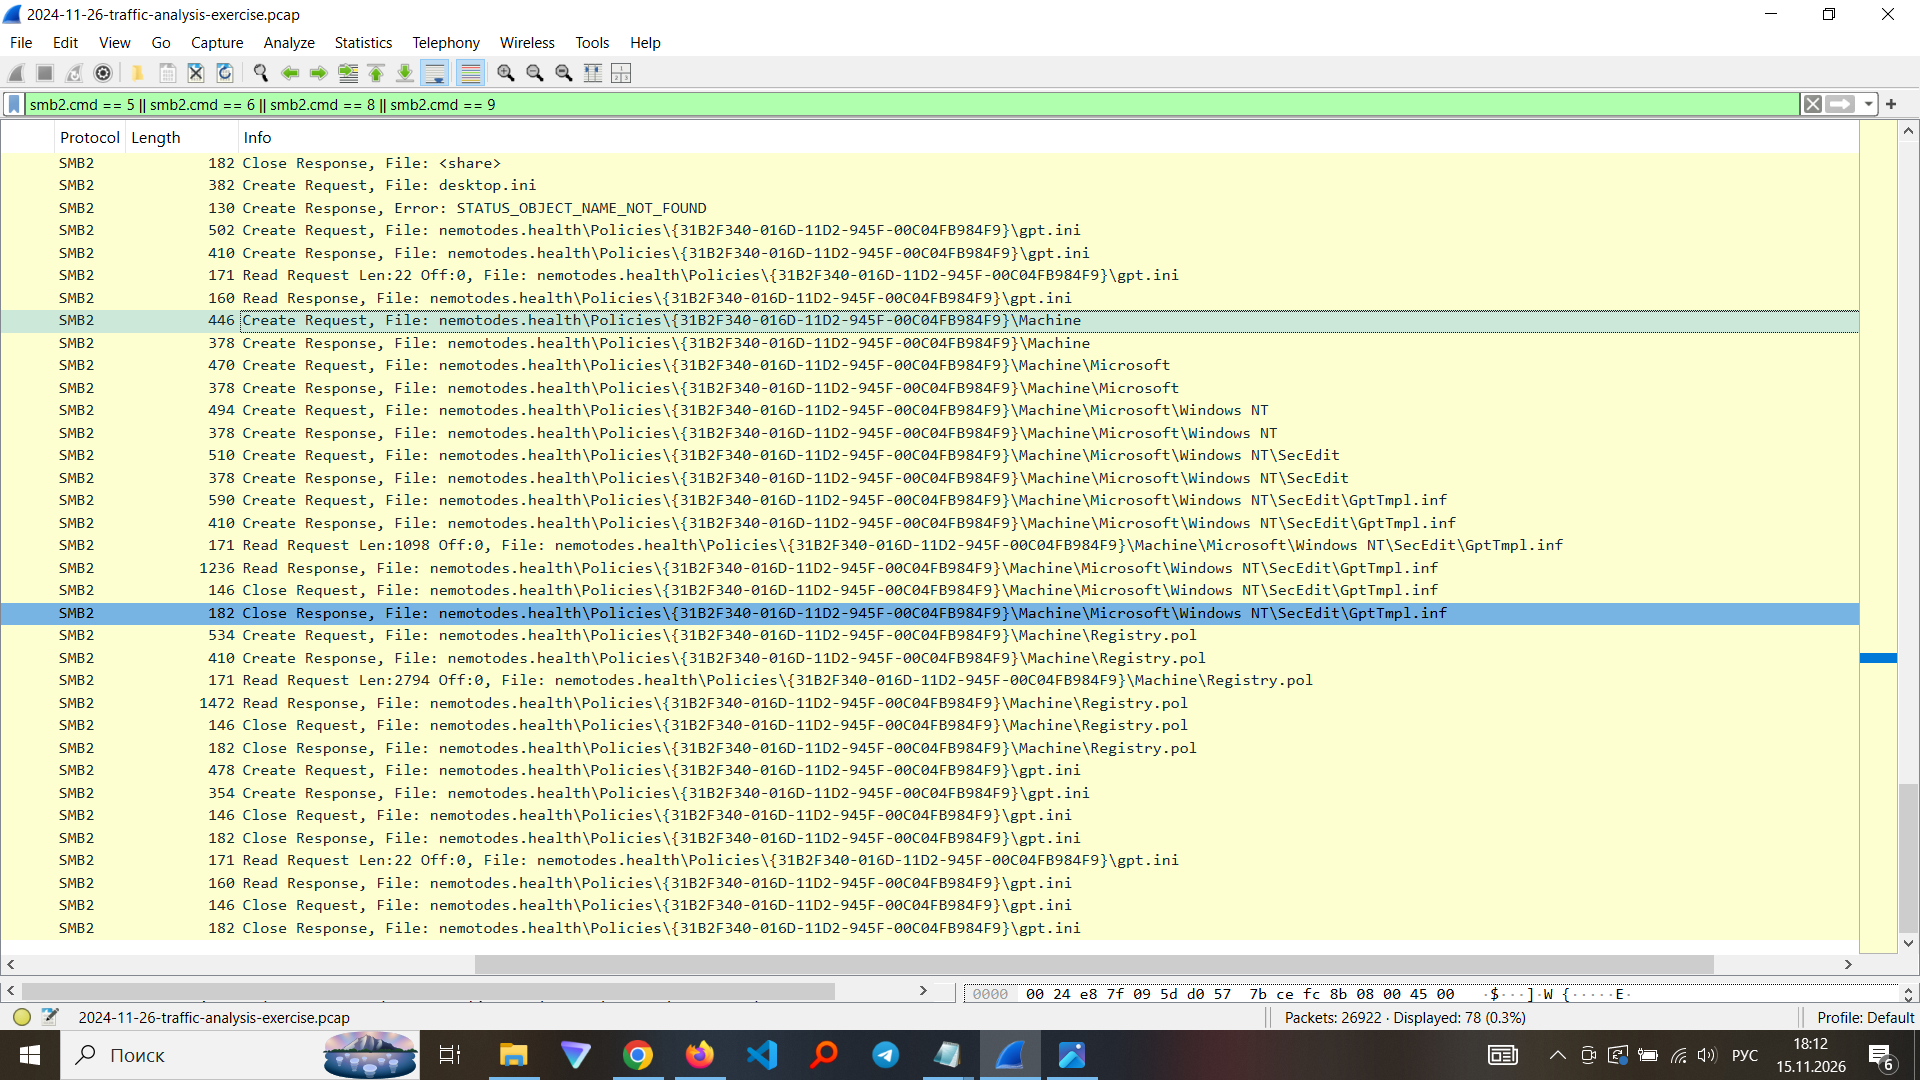 2024-11-26-traffic-analysis-exercise.pcap
File Edit View Go Capture Analyze Statistics Telephony Wireless Tools Help
smb2.cmd == 5 || smb2.cmd == 6 || smb2.cmd == 8 || smb2.cmd == 9
Protocol Length Info
SMB2 182 Close Response, File: <share>
SMB2 382 Create Request, File: desktop.ini
SMB2 130 Create Response, Error: STATUS_OBJECT_NAME_NOT_FOUND
SMB2 502 Create Request, File: nemotodes.health\Policies\{31B2F340-016D-11D2-945F-00C04FB984F9}\gpt.ini
SMB2 410 Create Response, File: nemotodes.health\Policies\{31B2F340-016D-11D2-945F-00C04FB984F9}\gpt.ini
SMB2 171 Read Request Len:22 Off:0, File: nemotodes.health\Policies\{31B2F340-016D-11D2-945F-00C04FB984F9}\gpt.ini
SMB2 160 Read Response, File: nemotodes.health\Policies\{31B2F340-016D-11D2-945F-00C04FB984F9}\gpt.ini
SMB2 446 Create Request, File: nemotodes.health\Policies\{31B2F340-016D-11D2-945F-00C04FB984F9}\Machine
SMB2 378 Create Response, File: nemotodes.health\Policies\{31B2F340-016D-11D2-945F-00C04FB984F9}\Machine
SMB2 470 Create Request, File: nemotodes.health\Policies\{31B2F340-016D-11D2-945F-00C04FB984F9}\Machine\Microsoft
SMB2 378 Create Response, File: nemotodes.health\Policies\{31B2F340-016D-11D2-945F-00C04FB984F9}\Machine\Microsoft
SMB2 494 Create Request, File: nemotodes.health\Policies\{31B2F340-016D-11D2-945F-00C04FB984F9}\Machine\Microsoft\Windows NT
SMB2 378 Create Response, File: nemotodes.health\Policies\{31B2F340-016D-11D2-945F-00C04FB984F9}\Machine\Microsoft\Windows NT
SMB2 510 Create Request, File: nemotodes.health\Policies\{31B2F340-016D-11D2-945F-00C04FB984F9}\Machine\Microsoft\Windows NT\SecEdit
SMB2 378 Create Response, File: nemotodes.health\Policies\{31B2F340-016D-11D2-945F-00C04FB984F9}\Machine\Microsoft\Windows NT\SecEdit
SMB2 590 Create Request, File: nemotodes.health\Policies\{31B2F340-016D-11D2-945F-00C04FB984F9}\Machine\Microsoft\Windows NT\SecEdit\GptTmpl.inf
SMB2 410 Create Response, File: nemotodes.health\Policies\{31B2F340-016D-11D2-945F-00C04FB984F9}\Machine\Microsoft\Windows NT\SecEdit\GptTmpl.inf
SMB2 171 Read Request Len:1098 Off:0, File: nemotodes.health\Policies\{31B2F340-016D-11D2-945F-00C04FB984F9}\Machine\Microsoft\Windows NT\SecEdit\GptTmpl.inf
SMB2 1236 Read Response, File: nemotodes.health\Policies\{31B2F340-016D-11D2-945F-00C04FB984F9}\Machine\Microsoft\Windows NT\SecEdit\GptTmpl.inf
SMB2 146 Close Request, File: nemotodes.health\Policies\{31B2F340-016D-11D2-945F-00C04FB984F9}\Machine\Microsoft\Windows NT\SecEdit\GptTmpl.inf
SMB2 182 Close Response, File: nemotodes.health\Policies\{31B2F340-016D-11D2-945F-00C04FB984F9}\Machine\Microsoft\Windows NT\SecEdit\GptTmpl.inf
SMB2 534 Create Request, File: nemotodes.health\Policies\{31B2F340-016D-11D2-945F-00C04FB984F9}\Machine\Registry.pol
SMB2 410 Create Response, File: nemotodes.health\Policies\{31B2F340-016D-11D2-945F-00C04FB984F9}\Machine\Registry.pol
SMB2 171 Read Request Len:2794 Off:0, File: nemotodes.health\Policies\{31B2F340-016D-11D2-945F-00C04FB984F9}\Machine\Registry.pol
SMB2 1472 Read Response, File: nemotodes.health\Policies\{31B2F340-016D-11D2-945F-00C04FB984F9}\Machine\Registry.pol
SMB2 146 Close Request, File: nemotodes.health\Policies\{31B2F340-016D-11D2-945F-00C04FB984F9}\Machine\Registry.pol
SMB2 182 Close Response, File: nemotodes.health\Policies\{31B2F340-016D-11D2-945F-00C04FB984F9}\Machine\Registry.pol
SMB2 478 Create Request, File: nemotodes.health\Policies\{31B2F340-016D-11D2-945F-00C04FB984F9}\gpt.ini
SMB2 354 Create Response, File: nemotodes.health\Policies\{31B2F340-016D-11D2-945F-00C04FB984F9}\gpt.ini
SMB2 146 Close Request, File: nemotodes.health\Policies\{31B2F340-016D-11D2-945F-00C04FB984F9}\gpt.ini
SMB2 182 Close Response, File: nemotodes.health\Policies\{31B2F340-016D-11D2-945F-00C04FB984F9}\gpt.ini
SMB2 171 Read Request Len:22 Off:0, File: nemotodes.health\Policies\{31B2F340-016D-11D2-945F-00C04FB984F9}\gpt.ini
SMB2 160 Read Response, File: nemotodes.health\Policies\{31B2F340-016D-11D2-945F-00C04FB984F9}\gpt.ini
SMB2 146 Close Request, File: nemotodes.health\Policies\{31B2F340-016D-11D2-945F-00C04FB984F9}\gpt.ini
SMB2 182 Close Response, File: nemotodes.health\Policies\{31B2F340-016D-11D2-945F-00C04FB984F9}\gpt.ini
0000 00 24 e8 7f 09 5d d0 57 7b ce fc 8b 08 00 45 00 ·$···]·W {·····E·
2024-11-26-traffic-analysis-exercise.pcap Packets: 26922 · Displayed: 78 (0.3%) Profile: Default
Поиск РУС 18:12
15.11.2026 6